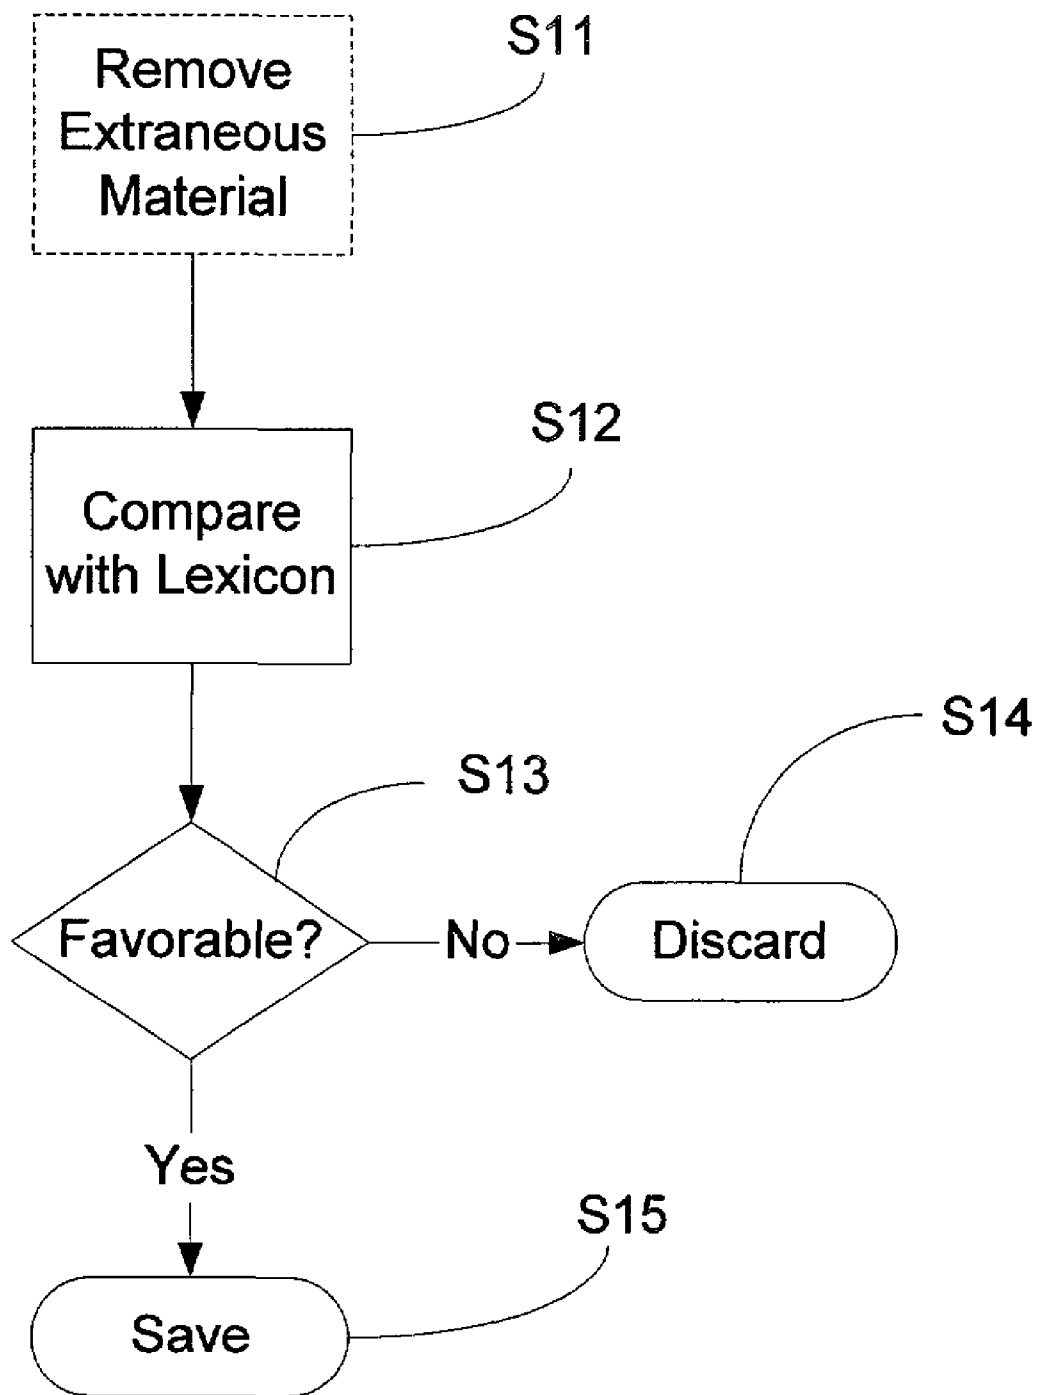 Remove
Extraneous
Material
S11
Compare
with Lexicon
S12
Favorable?
S13
No
Discard
S14
Yes
Save
S15